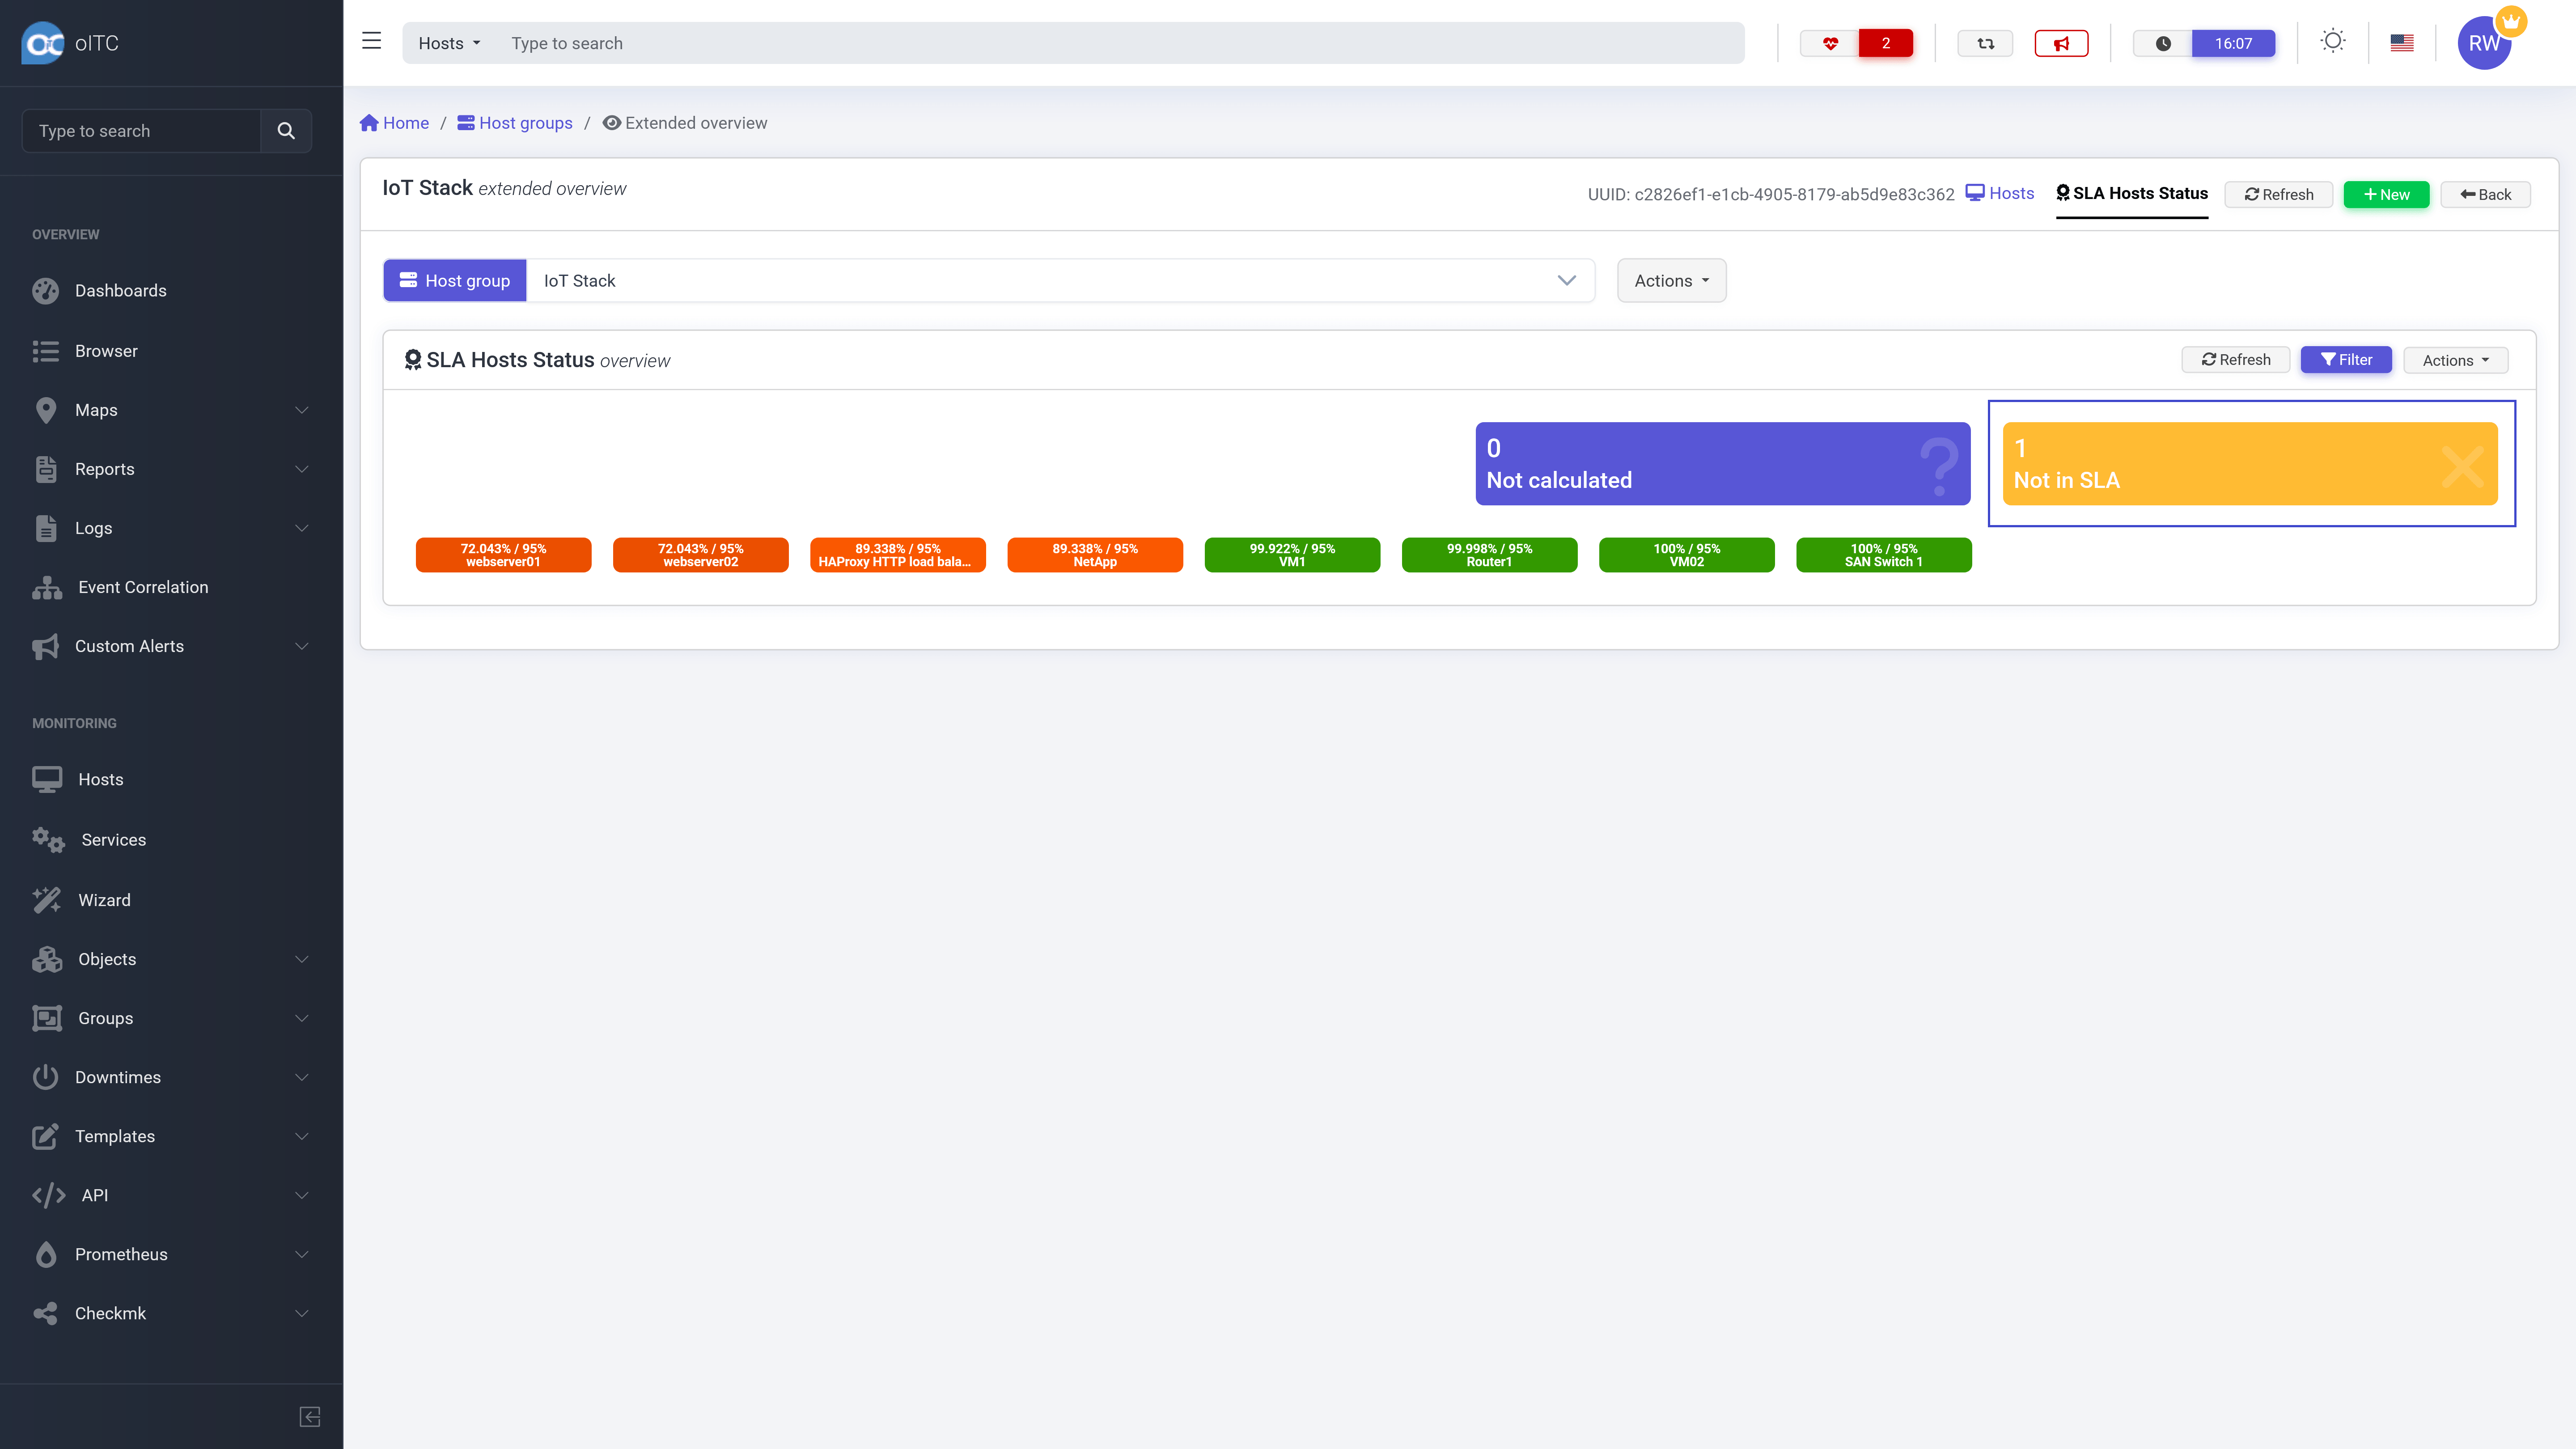 oITC
Hosts
Type to search
2
16:07
RW
Type to search
Home / Host groups / Extended overview
IoT Stack extended overview
UUID: c2826ef1-e1cb-4905-8179-ab5d9e83c362
Hosts
SLA Hosts Status
Refresh
New
Back
Host group
IoT Stack
Actions
SLA Hosts Status overview
Refresh
Filter
Actions
0
Not calculated
1
Not in SLA
72.043% / 95%
webserver01
72.043% / 95%
webserver02
89.338% / 95%
HAProxy HTTP load bala...
89.338% / 95%
NetApp
99.922% / 95%
VM1
99.998% / 95%
Router1
100% / 95%
VM02
100% / 95%
SAN Switch 1
OVERVIEW
Dashboards
Browser
Maps
Reports
Logs
Event Correlation
Custom Alerts
MONITORING
Hosts
Services
Wizard
Objects
Groups
Downtimes
Templates
API
Prometheus
Checkmk